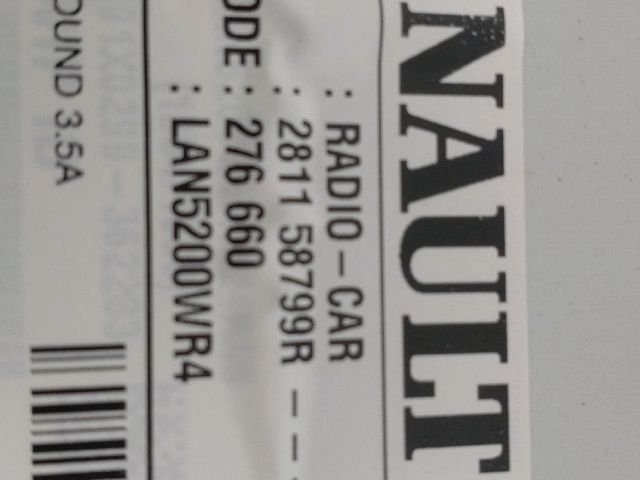 NAULT
: RADIO-CAR
: 2811 58799R ---
ODE : 276 660
: LAN5200WR4
OUND 3.5A